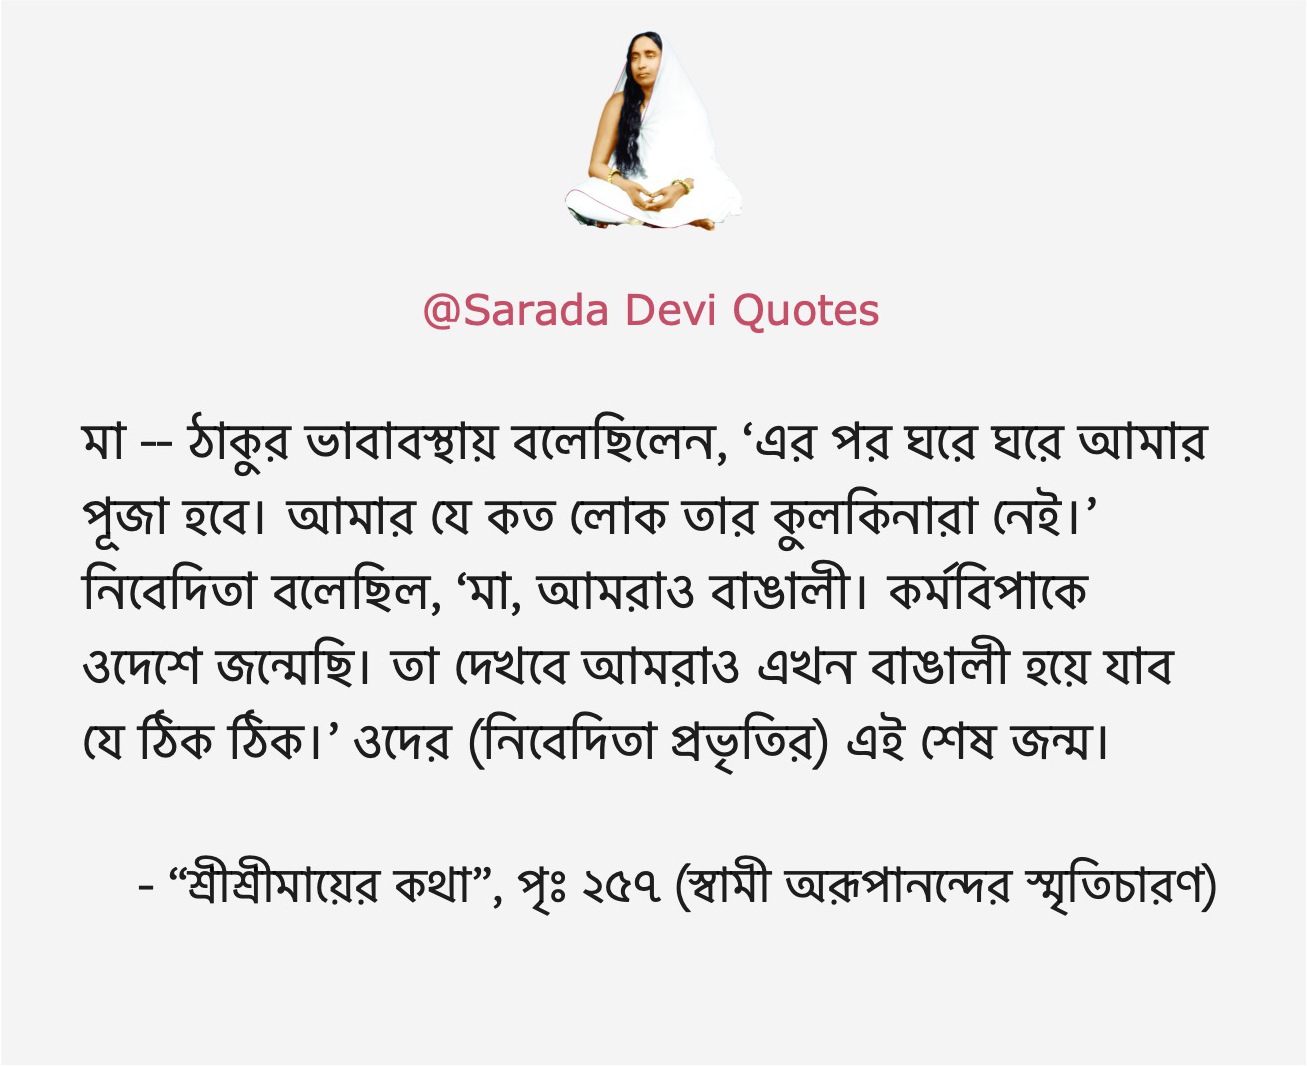 @Sarada Devi Quotes
মা -- ঠাকুর ভাবাবস্থায় বলেছিলেন, ‘এর পর ঘরে ঘরে আমার
পূজা হবে। আমার যে কত লোক তার কুলকিনারা নেই।’
নিবেদিতা বলেছিল, ‘মা, আমরাও বাঙালী। কর্মবিপাকে
ওদেশে জন্মেছি। তা দেখবে আমরাও এখন বাঙালী হয়ে যাব
যে ঠিক ঠিক।’ ওদের (নিবেদিতা প্রভৃতির) এই শেষ জন্ম।
- “শ্রীশ্রীমায়ের কথা”, পৃঃ ২৫৭ (স্বামী অরূপানন্দের স্মৃতিচারণ)